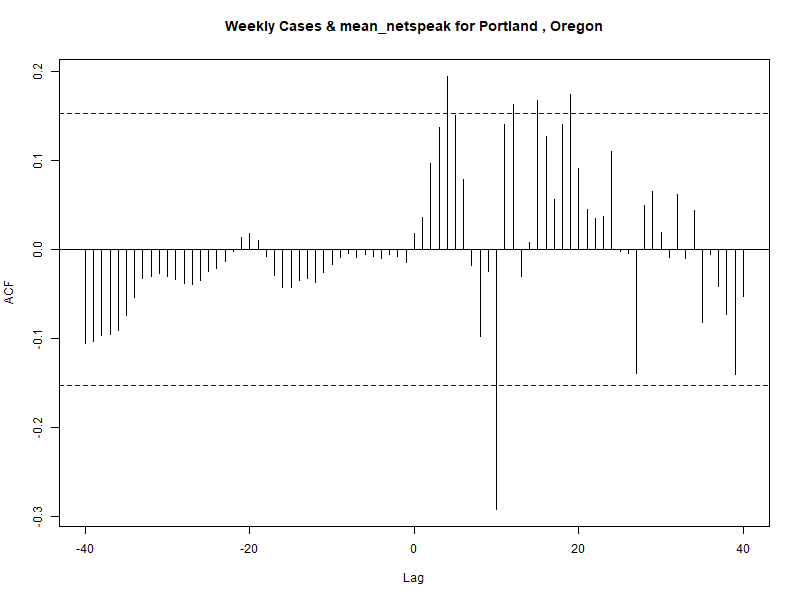 Weekly Cases & mean_netspeak for Portland , Oregon
0.2
0.1
0.0
-0.1
-0.2
-0.3
ACF
-40 -20 0 20 40
Lag